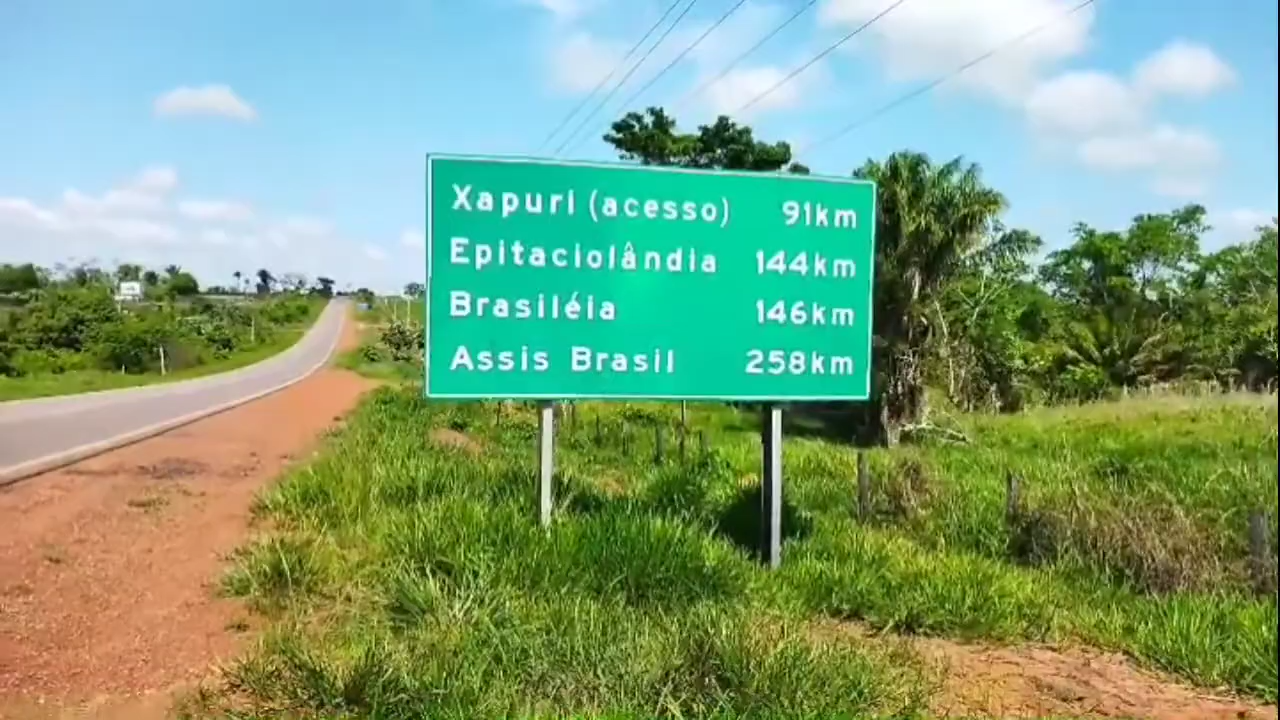 Xapuri (acesso) 91km
Epitaciolândia 144km
Brasiléia 146km
Assis Brasil 258km